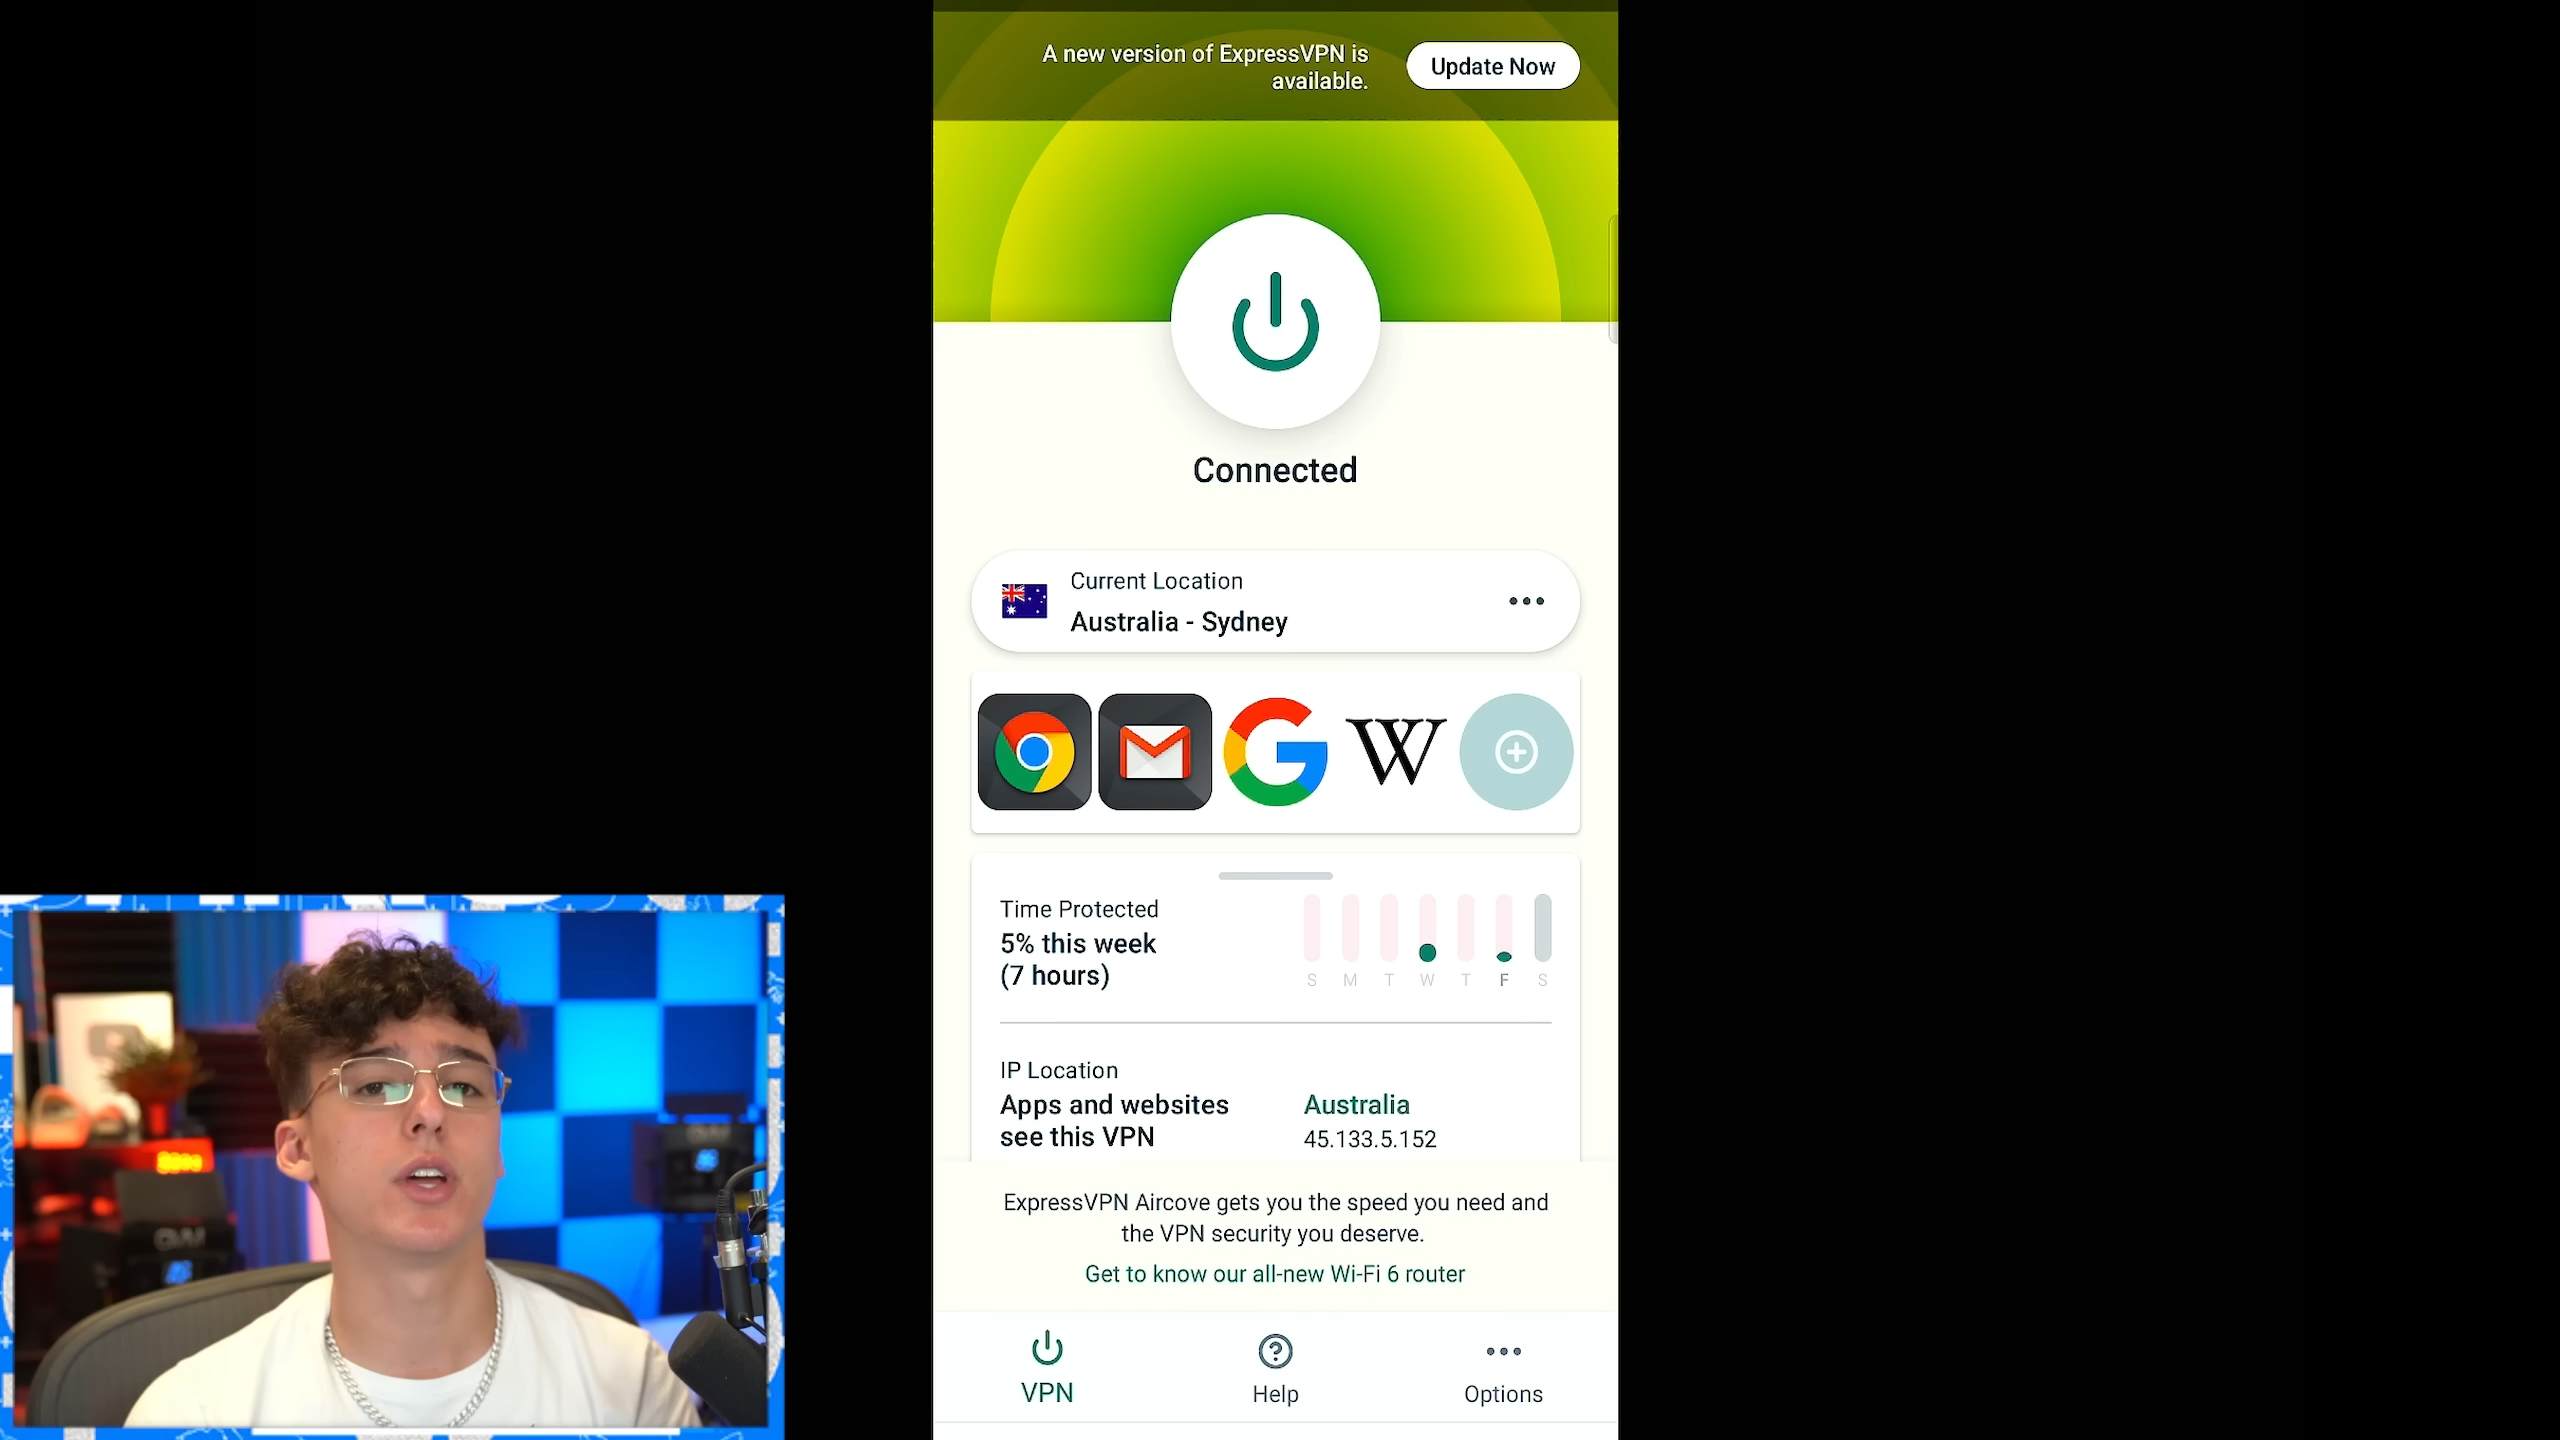 A new version of ExpressVPN is
available.
Update Now
Connected
Current Location
Australia - Sydney
W
Time Protected
5% this week
(7 hours)
S M T W T F S
IP Location
Apps and websites
see this VPN
Australia
45.133.5.152
ExpressVPN Aircove gets you the speed you need and
the VPN security you deserve.
Get to know our all-new Wi-Fi 6 router
VPN
Help
Options